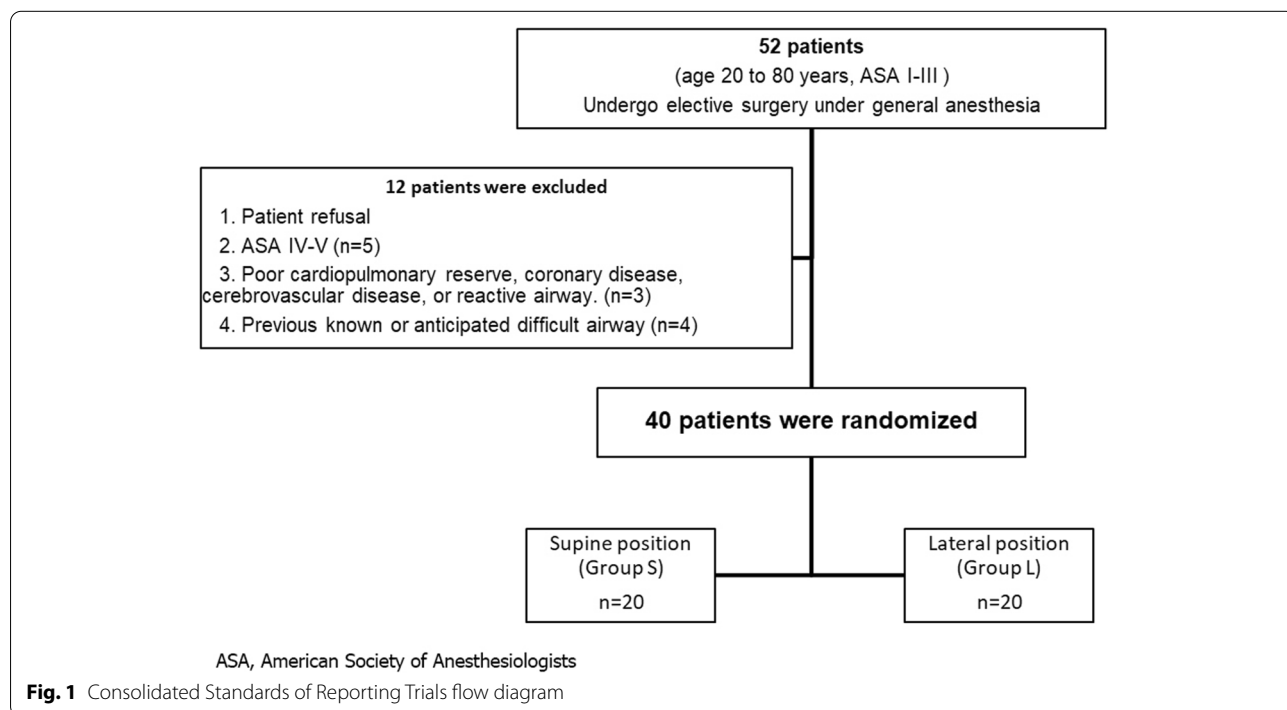 52 patients
(age 20 to 80 years, ASA I-III )
Undergo elective surgery under general anesthesia
12 patients were excluded
1. Patient refusal
2. ASA IV-V (n=5)
3. Poor cardiopulmonary reserve, coronary disease,
cerebrovascular disease, or reactive airway. (n=3)
4. Previous known or anticipated difficult airway (n=4)
40 patients were randomized
Supine position
(Group S)
n=20
Lateral position
(Group L)
n=20
ASA, American Society of Anesthesiologists
Fig. 1 Consolidated Standards of Reporting Trials flow diagram